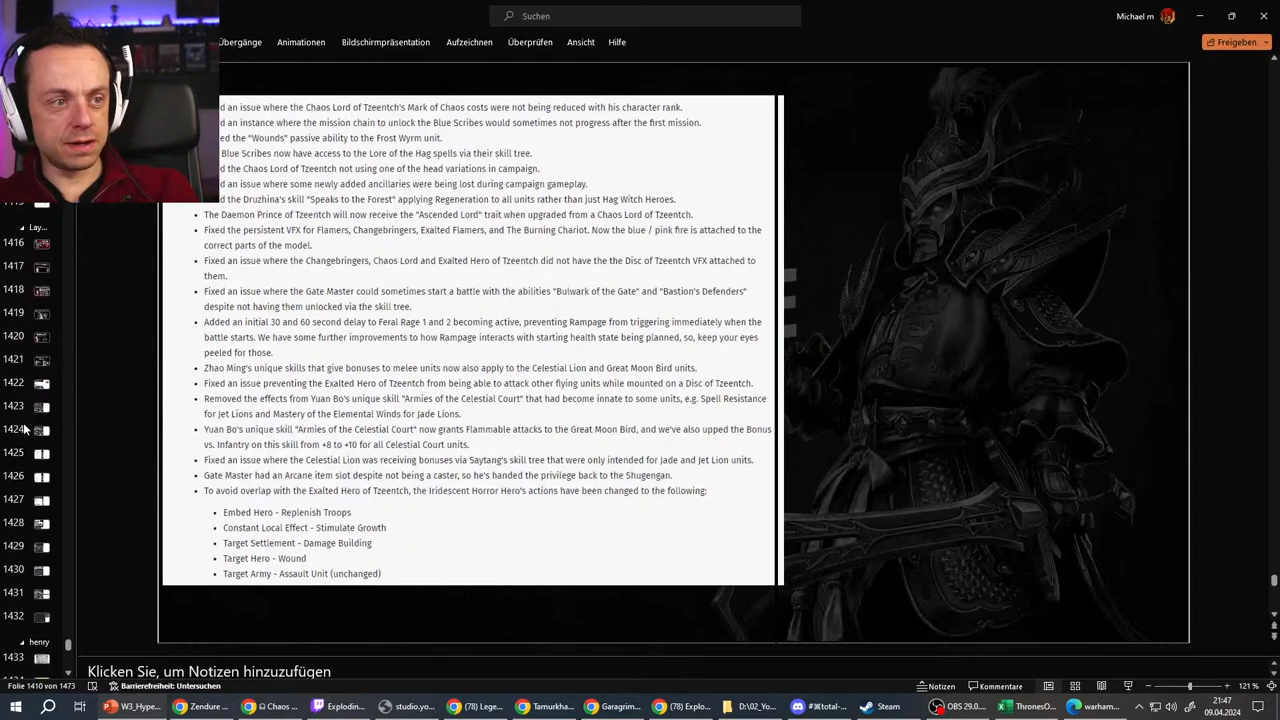 Suchen
Michael m
Übergänge Animationen Bildschirmpräsentation Aufzeichnen Überprüfen Ansicht Hilfe
Freigeben
d an issue where the Chaos Lord of Tzeentch's Mark of Chaos costs were not being reduced with his character rank.
d an instance where the mission chain to unlock the Blue Scribes would sometimes not progress after the first mission.
ed the "Wounds" passive ability to the Frost Wyrm unit.
Blue Scribes now have access to the Lore of the Hag spells via their skill tree.
d the Chaos Lord of Tzeentch not using one of the head variations in campaign.
d an issue where some newly added ancillaries were being lost during campaign gameplay.
d the Druzhina's skill "Speaks to the Forest" applying Regeneration to all units rather than just Hag Witch Heroes.
• The Daemon Prince of Tzeentch will now receive the "Ascended Lord" trait when upgraded from a Chaos Lord of Tzeentch.
• Fixed the persistent VFX for Flamers, Changebringers, Exalted Flamers, and The Burning Chariot. Now the blue / pink fire is attached to the
correct parts of the model.
• Fixed an issue where the Changebringers, Chaos Lord and Exalted Hero of Tzeentch did not have the the Disc of Tzeentch VFX attached to
them.
• Fixed an issue where the Gate Master could sometimes start a battle with the abilities "Bulwark of the Gate" and "Bastion's Defenders"
despite not having them unlocked via the skill tree.
• Added an initial 30 and 60 second delay to Feral Rage 1 and 2 becoming active, preventing Rampage from triggering immediately when the
battle starts. We have some further improvements to how Rampage interacts with starting health state being planned, so, keep your eyes
peeled for those.
• Zhao Ming's unique skills that give bonuses to melee units now also apply to the Celestial Lion and Great Moon Bird units.
• Fixed an issue preventing the Exalted Hero of Tzeentch from being able to attack other flying units while mounted on a Disc of Tzeentch.
• Removed the effects from Yuan Bo's unique skill "Armies of the Celestial Court" that had become innate to some units, e.g. Spell Resistance
for Jet Lions and Mastery of the Elemental Winds for Jade Lions.
• Yuan Bo's unique skill "Armies of the Celestial Court" now grants Flammable attacks to the Great Moon Bird, and we've also upped the Bonus
vs. Infantry on this skill from +8 to +10 for all Celestial Court units.
• Fixed an issue where the Celestial Lion was receiving bonuses via Saytang's skill tree that were only intended for Jade and Jet Lion units.
• Gate Master had an Arcane item slot despite not being a caster, so he's handed the privilege back to the Shugengan.
• To avoid overlap with the Exalted Hero of Tzeentch, the Iridescent Horror Hero's actions have been changed to the following:
• Embed Hero - Replenish Troops
• Constant Local Effect - Stimulate Growth
• Target Settlement - Damage Building
• Target Hero - Wound
• Target Army - Assault Unit (unchanged)
Lay...
1416
1417
1418
1419
1420
1421
1422
1423
1424
1425
1426
1427
1428
1429
1430
1431
1432
henry
1433
Klicken Sie, um Notizen hinzuzufügen
Folie 1410 von 1473 Barrierefreiheit: Untersuchen Notizen Kommentare 121 %
W3_Hype Zendure Ω Chaos Explodin studio.yo (78) Lege Tamurkha Garagrim (78) Explo D:\02_Yo #💥total- Steam OBS 29.0 ThronesO warham
21:47
09.04.2024